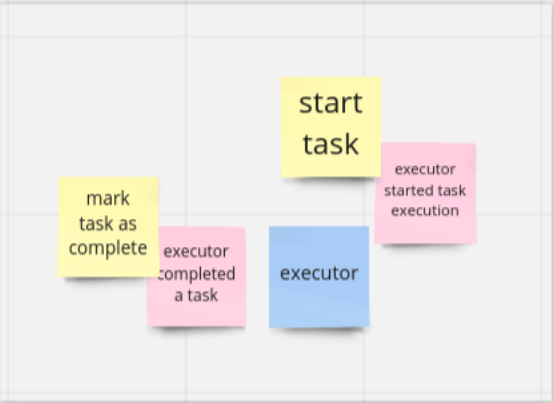 start
task
executor
started task
execution
mark
task as
complete
executor
completed
a task
executor